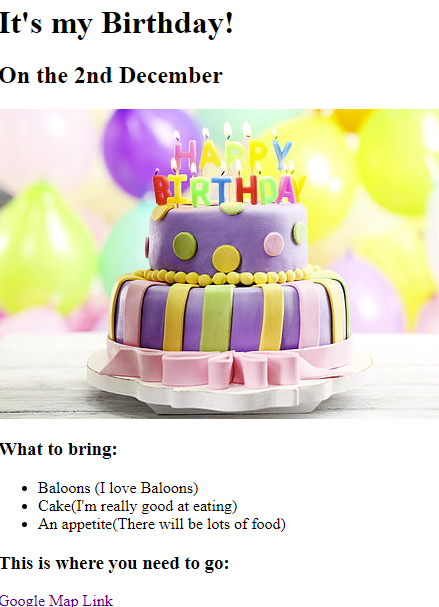 It's my Birthday!
On the 2nd December
HAPPY
BIRTHDAY
What to bring:
Baloons (I love Baloons)
Cake(I'm really good at eating)
An appetite(There will be lots of food)
This is where you need to go:
Google Map Link